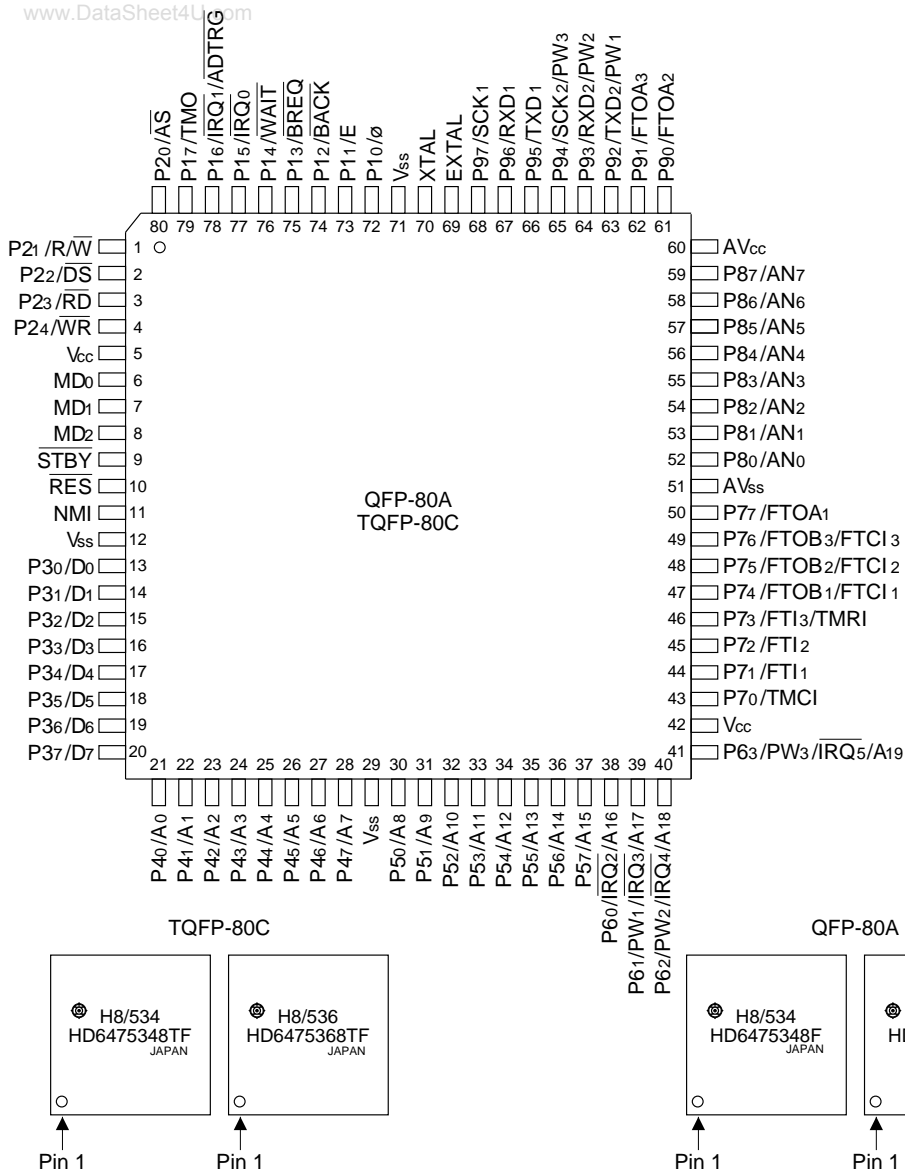 www.DataSheet4U.com
P20/AS
P17/TMO
P16/IRQ1/ADTRG
P15/IRQ0
P14/WAIT
P13/BREQ
P12/BACK
P11/E
P10/ø
Vss
XTAL
EXTAL
P97/SCK1
P96/RXD1
P95/TXD1
P94/SCK2/PW3
P93/RXD2/PW2
P92/TXD2/PW1
P91/FTOA3
P90/FTOA2
80 79 78 77 76 75 74 73 72 71 70 69 68 67 66 65 64 63 62 61
P21/R/W 1
P22/DS 2
P23/RD 3
P24/WR 4
Vcc 5
MD0 6
MD1 7
MD2 8
STBY 9
RES 10
NMI 11
Vss 12
P30/D0 13
P31/D1 14
P32/D2 15
P33/D3 16
P34/D4 17
P35/D5 18
P36/D6 19
P37/D7 20
QFP-80A
TQFP-80C
60 AVcc
59 P87/AN7
58 P86/AN6
57 P85/AN5
56 P84/AN4
55 P83/AN3
54 P82/AN2
53 P81/AN1
52 P80/AN0
51 AVss
50 P77/FTOA1
49 P76/FTOB3/FTCI3
48 P75/FTOB2/FTCI2
47 P74/FTOB1/FTCI1
46 P73/FTI3/TMRI
45 P72/FTI2
44 P71/FTI1
43 P70/TMCI
42 Vcc
41 P63/PW3/IRQ5/A19
21 22 23 24 25 26 27 28 29 30 31 32 33 34 35 36 37 38 39 40
P40/A0
P41/A1
P42/A2
P43/A3
P44/A4
P45/A5
P46/A6
P47/A7
Vss
P50/A8
P51/A9
P52/A10
P53/A11
P54/A12
P55/A13
P56/A14
P57/A15
P60/IRQ2/A16
P61/PW1/IRQ3/A17
P62/PW2/IRQ4/A18
TQFP-80C
H8/534
HD6475348TF
JAPAN
Pin 1
H8/536
HD6475368TF
JAPAN
Pin 1
QFP-80A
H8/534
HD6475348F
JAPAN
Pin 1
Pin 1